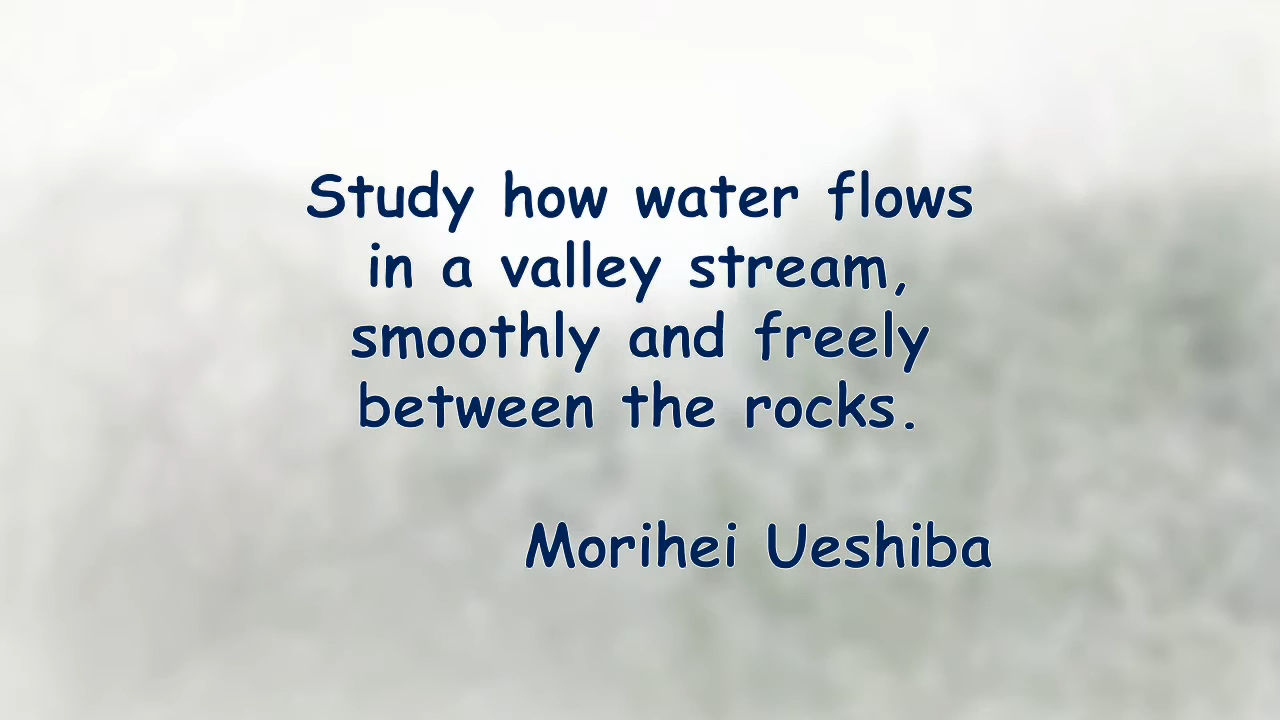 Study how water flows
in a valley stream,
smoothly and freely
between the rocks.
Morihei Ueshiba